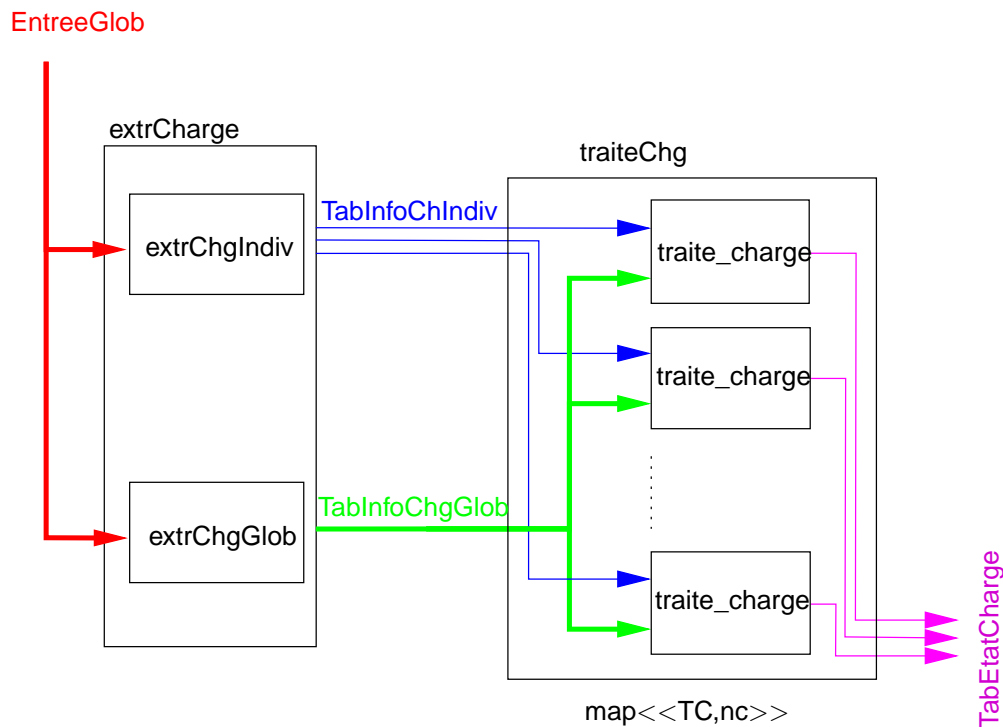 EntreeGlob
extrCharge
traiteChg
TabInfoChIndiv
extrChgIndiv
traite_charge
traite_charge
TabInfoChgGlob
extrChgGlob
traite_charge
TabEtatCharge
map<<TC,nc>>